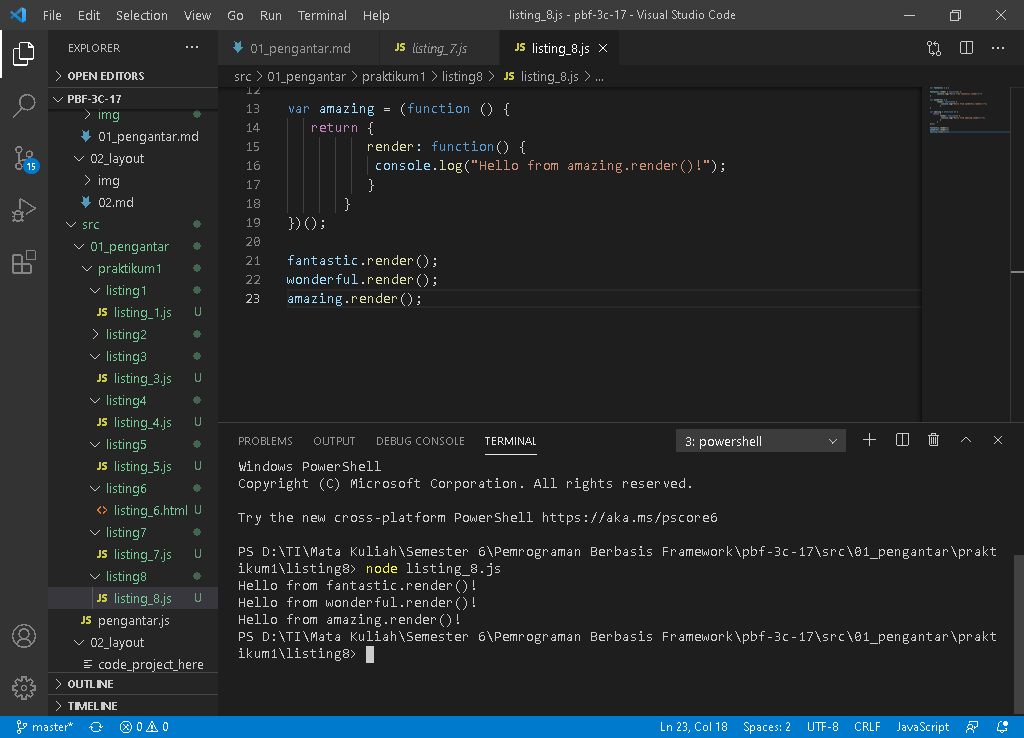 File Edit Selection View Go Run Terminal Help listing_8.js - pbf-3c-17 - Visual Studio Code
EXPLORER ...
OPEN EDITORS
PBF-3C-17
img
01_pengantar.md
02_layout
img
02.md
src
01_pengantar
praktikum1
listing1
JS listing_1.js U
listing2
listing3
JS listing_3.js U
listing4
JS listing_4.js U
listing5
JS listing_5.js U
listing6
<> listing_6.html U
listing7
JS listing_7.js U
listing8
JS listing_8.js U
JS pengantar.js
02_layout
code_project_here
OUTLINE
TIMELINE
15
01_pengantar.md JS listing_7.js JS listing_8.js ...
src > 01_pengantar > praktikum1 > listing8 > JS listing_8.js > ...
12
13 var amazing = (function () {
14 return {
15 render: function() {
16 console.log("Hello from amazing.render()!");
17 }
18 }
19 })();
20
21 fantastic.render();
22 wonderful.render();
23 amazing.render();
PROBLEMS OUTPUT DEBUG CONSOLE TERMINAL 3: powershell
Windows PowerShell
Copyright (C) Microsoft Corporation. All rights reserved.
Try the new cross-platform PowerShell https://aka.ms/pscore6
PS D:\TI\Mata Kuliah\Semester 6\Pemrograman Berbasis Framework\pbf-3c-17\src\01_pengantar\prakt
ikum1\listing8> node listing_8.js
Hello from fantastic.render()!
Hello from wonderful.render()!
Hello from amazing.render()!
PS D:\TI\Mata Kuliah\Semester 6\Pemrograman Berbasis Framework\pbf-3c-17\src\01_pengantar\prakt
ikum1\listing8>
master* 0 0 Ln 23, Col 18 Spaces: 2 UTF-8 CRLF JavaScript